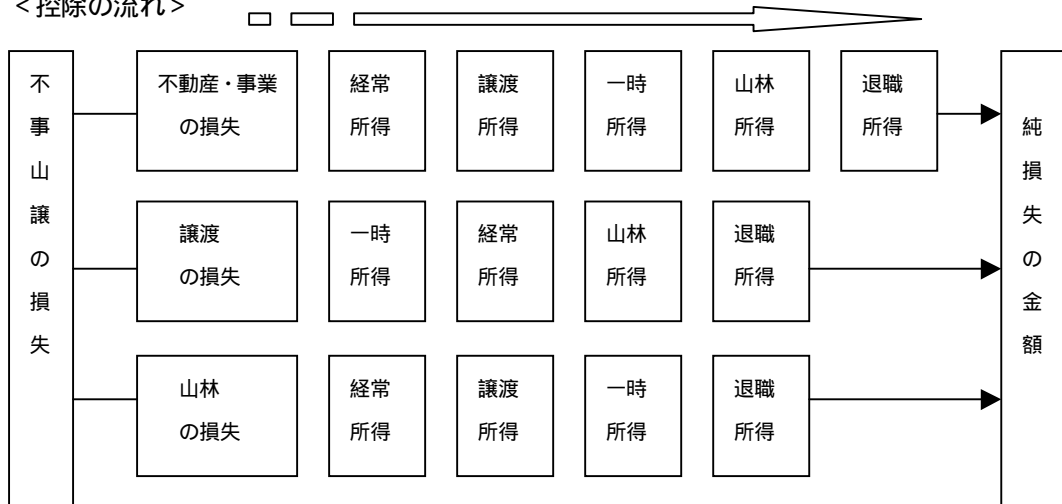 <控除の流れ>
不事山譲の損失
不動産・事業
の損失
経常
所得
譲渡
所得
一時
所得
山林
所得
退職
所得
譲渡
の損失
一時
所得
経常
所得
山林
所得
退職
所得
山林
の損失
経常
所得
譲渡
所得
一時
所得
退職
所得
純損失の金額